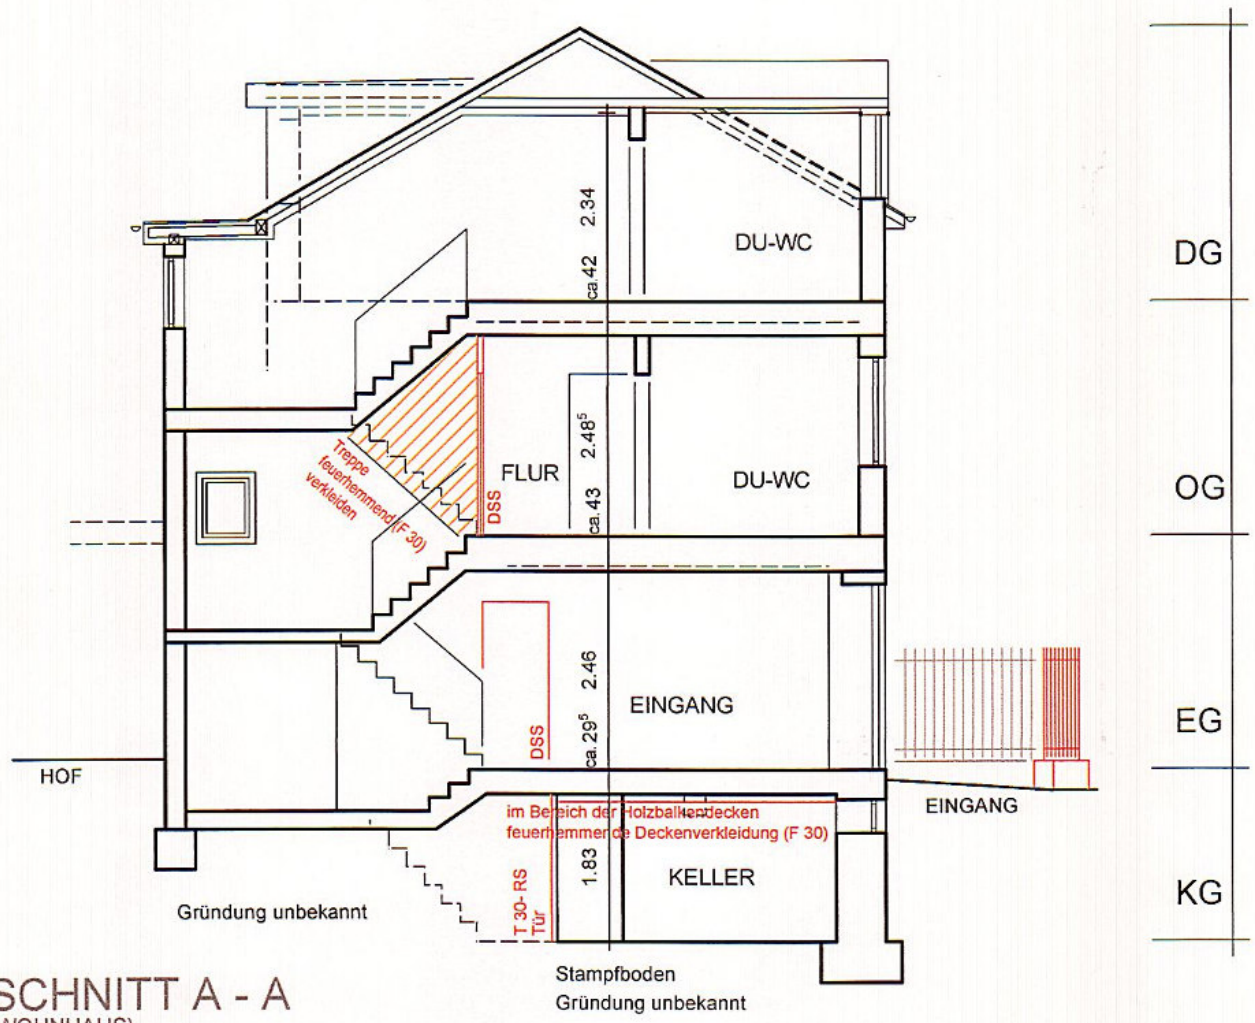 2.34
ca.42
DU-WC
DG
Treppe
feuerhemmend (F 30)
verkleiden
FLUR
DSS
2.48⁵
ca.43
DU-WC
OG
2.46
ca.29⁵
DSS
EINGANG
EG
HOF
EINGANG
im Bereich der Holzbalkendecken
feuerhemmende Deckenverkleidung (F 30)
1.83
T 30- RS
Tür
KELLER
KG
Gründung unbekannt
Stampfboden
Gründung unbekannt
SCHNITT A - A